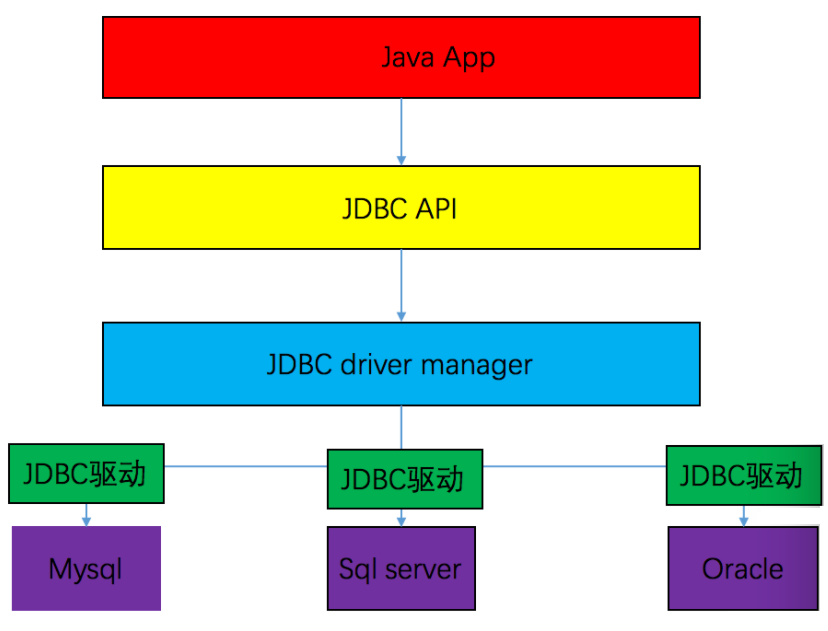 Java App
JDBC API
JDBC driver manager
JDBC驱动
JDBC驱动
JDBC驱动
Mysql
Sql server
Oracle